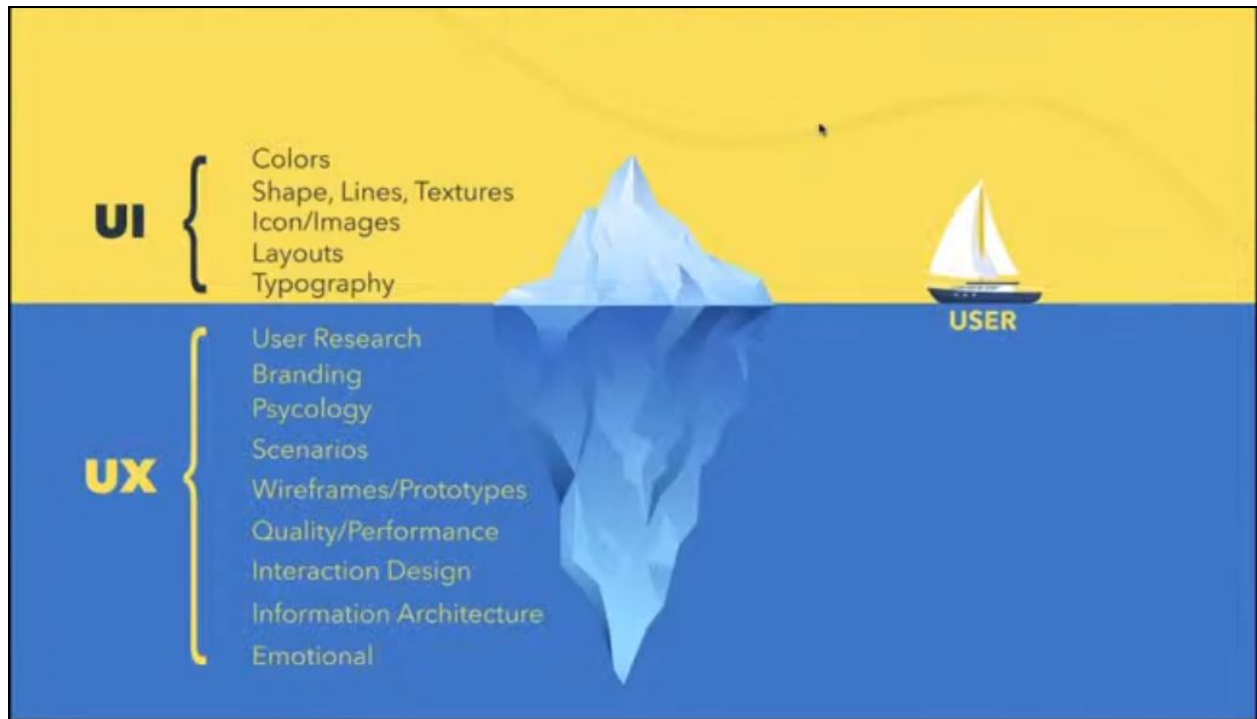 UI
Colors
Shape, Lines, Textures
Icon/Images
Layouts
Typography
USER
UX
User Research
Branding
Psycology
Scenarios
Wireframes/Prototypes
Quality/Performance
Interaction Design
Information Architecture
Emotional